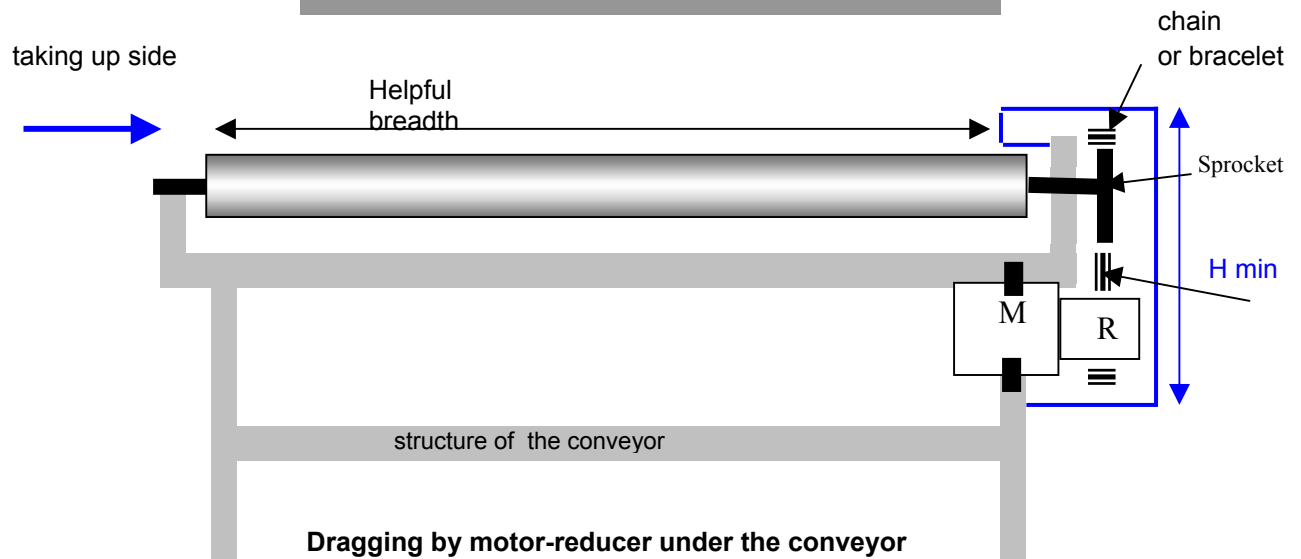 chain
or bracelet
taking up side
Helpful
breadth
Sprocket
H min
M
R
structure of the conveyor
Dragging by motor-reducer under the conveyor